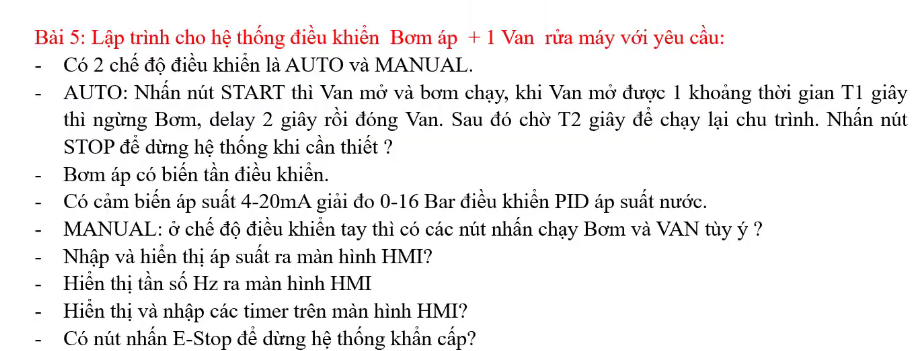 Bài 5: Lập trình cho hệ thống điều khiển Bơm áp + 1 Van rửa máy với yêu cầu:
- Có 2 chế độ điều khiển là AUTO và MANUAL.
- AUTO: Nhấn nút START thì Van mở và bơm chạy, khi Van mở được 1 khoảng thời gian T1 giây
thì ngừng Bơm, delay 2 giây rồi đóng Van. Sau đó chờ T2 giây để chạy lại chu trình. Nhấn nút
STOP để dừng hệ thống khi cần thiết ?
- Bơm áp có biến tần điều khiển.
- Có cảm biến áp suất 4-20mA giải đo 0-16 Bar điều khiển PID áp suất nước.
- MANUAL: ở chế độ điều khiển tay thì có các nút nhấn chạy Bơm và VAN tùy ý ?
- Nhập và hiển thị áp suất ra màn hình HMI?
- Hiển thị tần số Hz ra màn hình HMI
- Hiển thị và nhập các timer trên màn hình HMI?
- Có nút nhấn E-Stop để dừng hệ thống khẩn cấp?